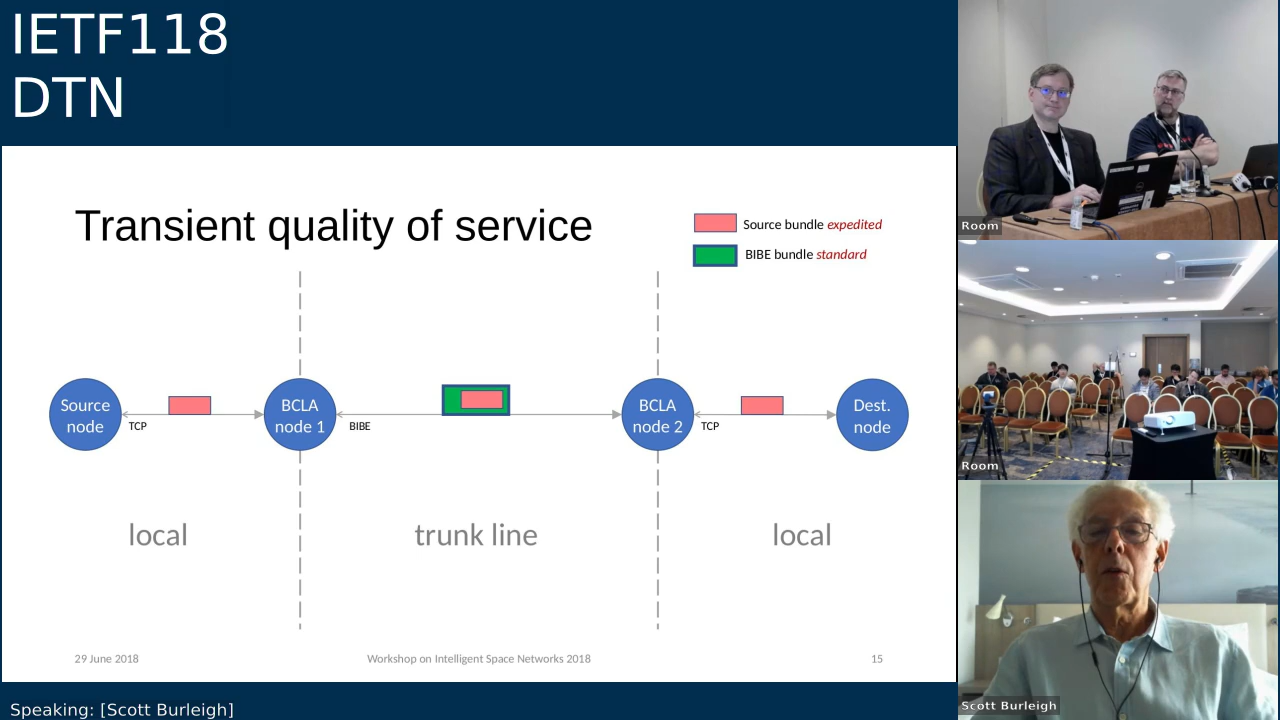 IETF118
DTN
Transient quality of service
Source bundle expedited
BIBE bundle standard
Source
node
TCP
BCLA
node 1
BIBE
BCLA
node 2
TCP
Dest.
node
local
trunk line
local
29 June 2018
Workshop on Intelligent Space Networks 2018
15
Speaking: [Scott Burleigh]
Room
Room
Scott Burleigh